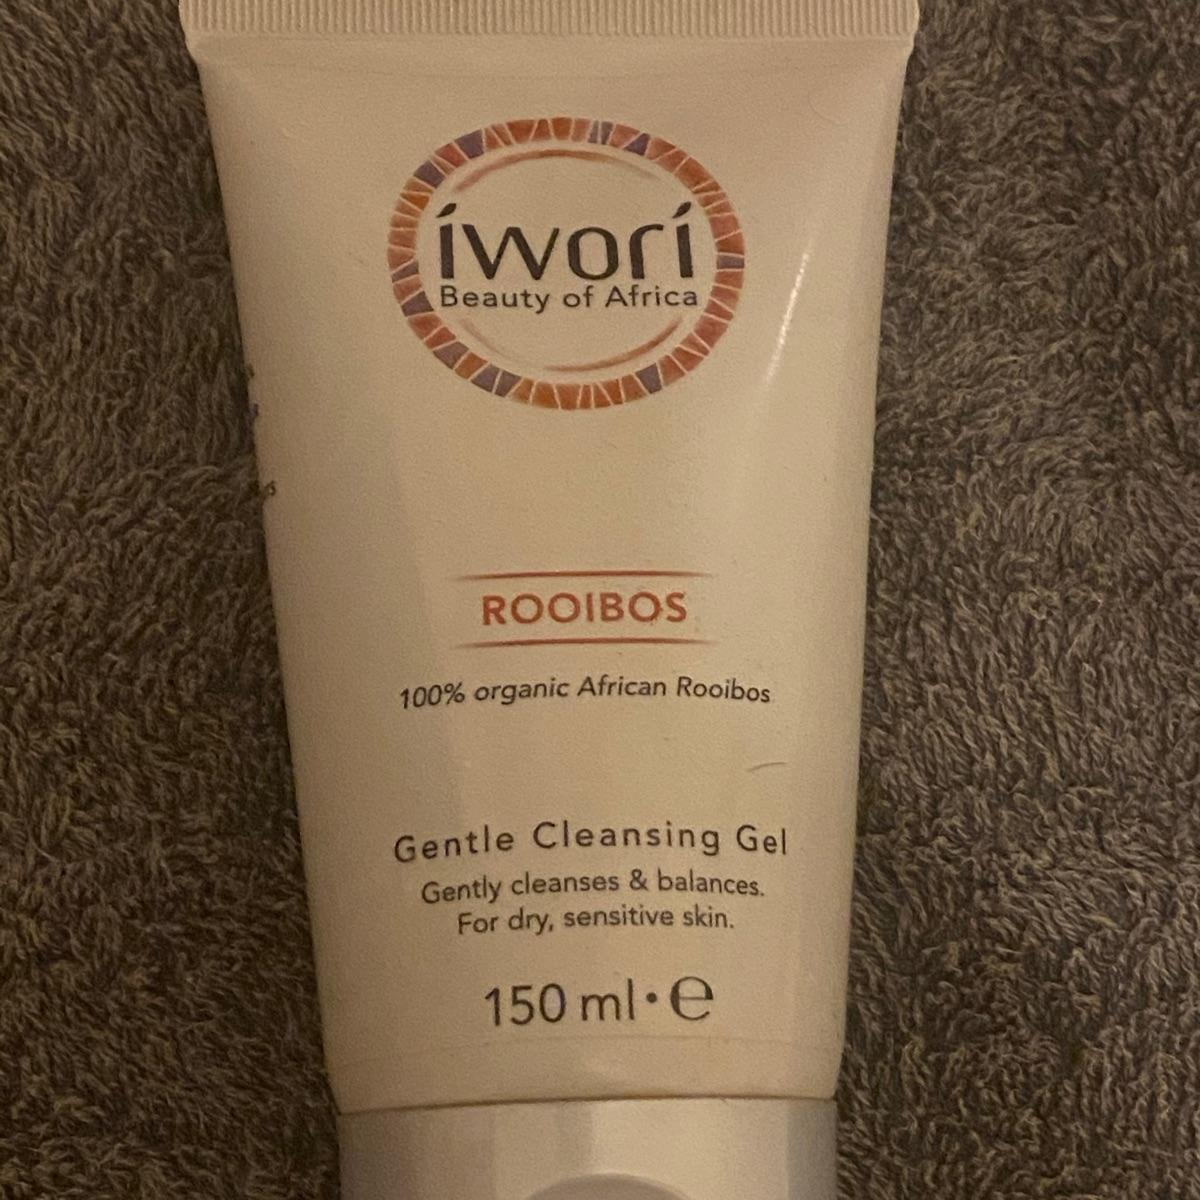 íworí
Beauty of Africa
ROOIBOS
100% organic African Rooibos
Gentle Cleansing Gel
Gently cleanses & balances.
For dry, sensitive skin.
150 ml · ℮